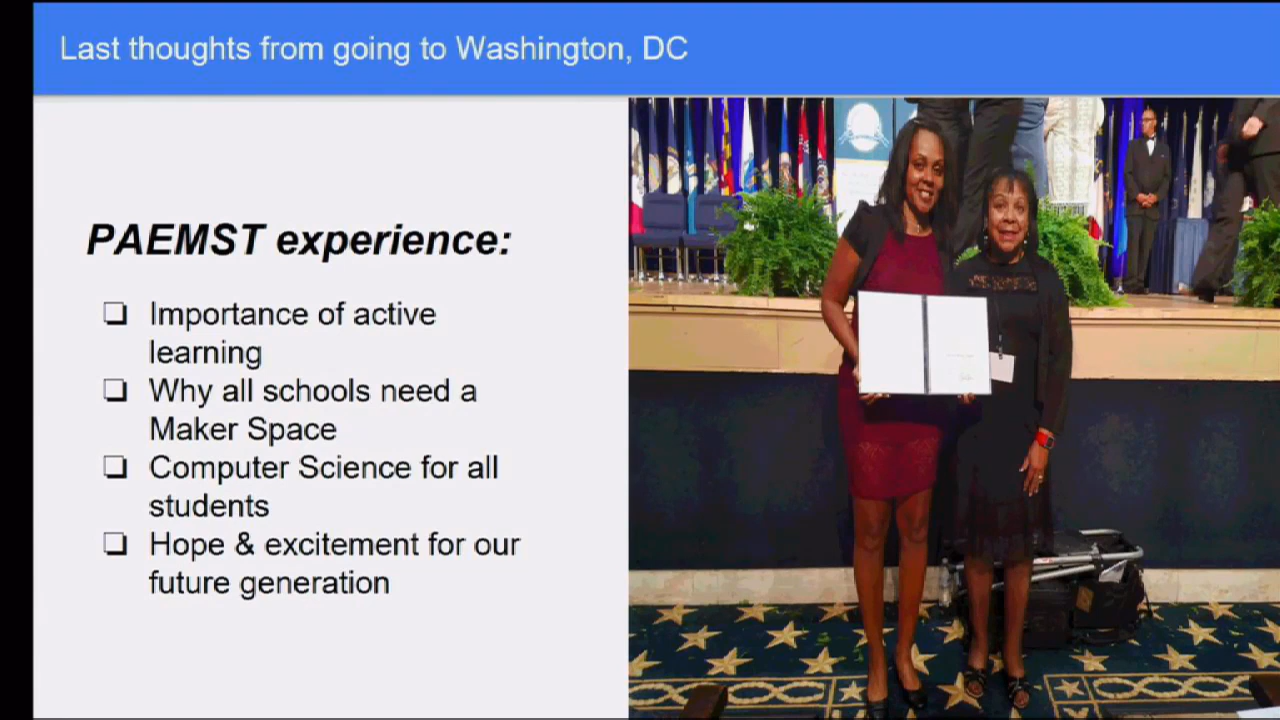 Last thoughts from going to Washington, DC
PAEMST experience:
❏ Importance of active
learning
❏ Why all schools need a
Maker Space
❏ Computer Science for all
students
❏ Hope & excitement for our
future generation